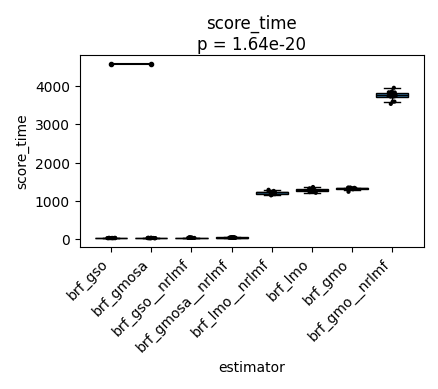 score_time
p = 1.64e-20
score_time
4000
3000
2000
1000
0
brf_gso
brf_gmosa
brf_gso__nrlmf
brf_gmosa__nrlmf
brf_lmo__nrlmf
brf_lmo
brf_gmo
brf_gmo__nrlmf
estimator